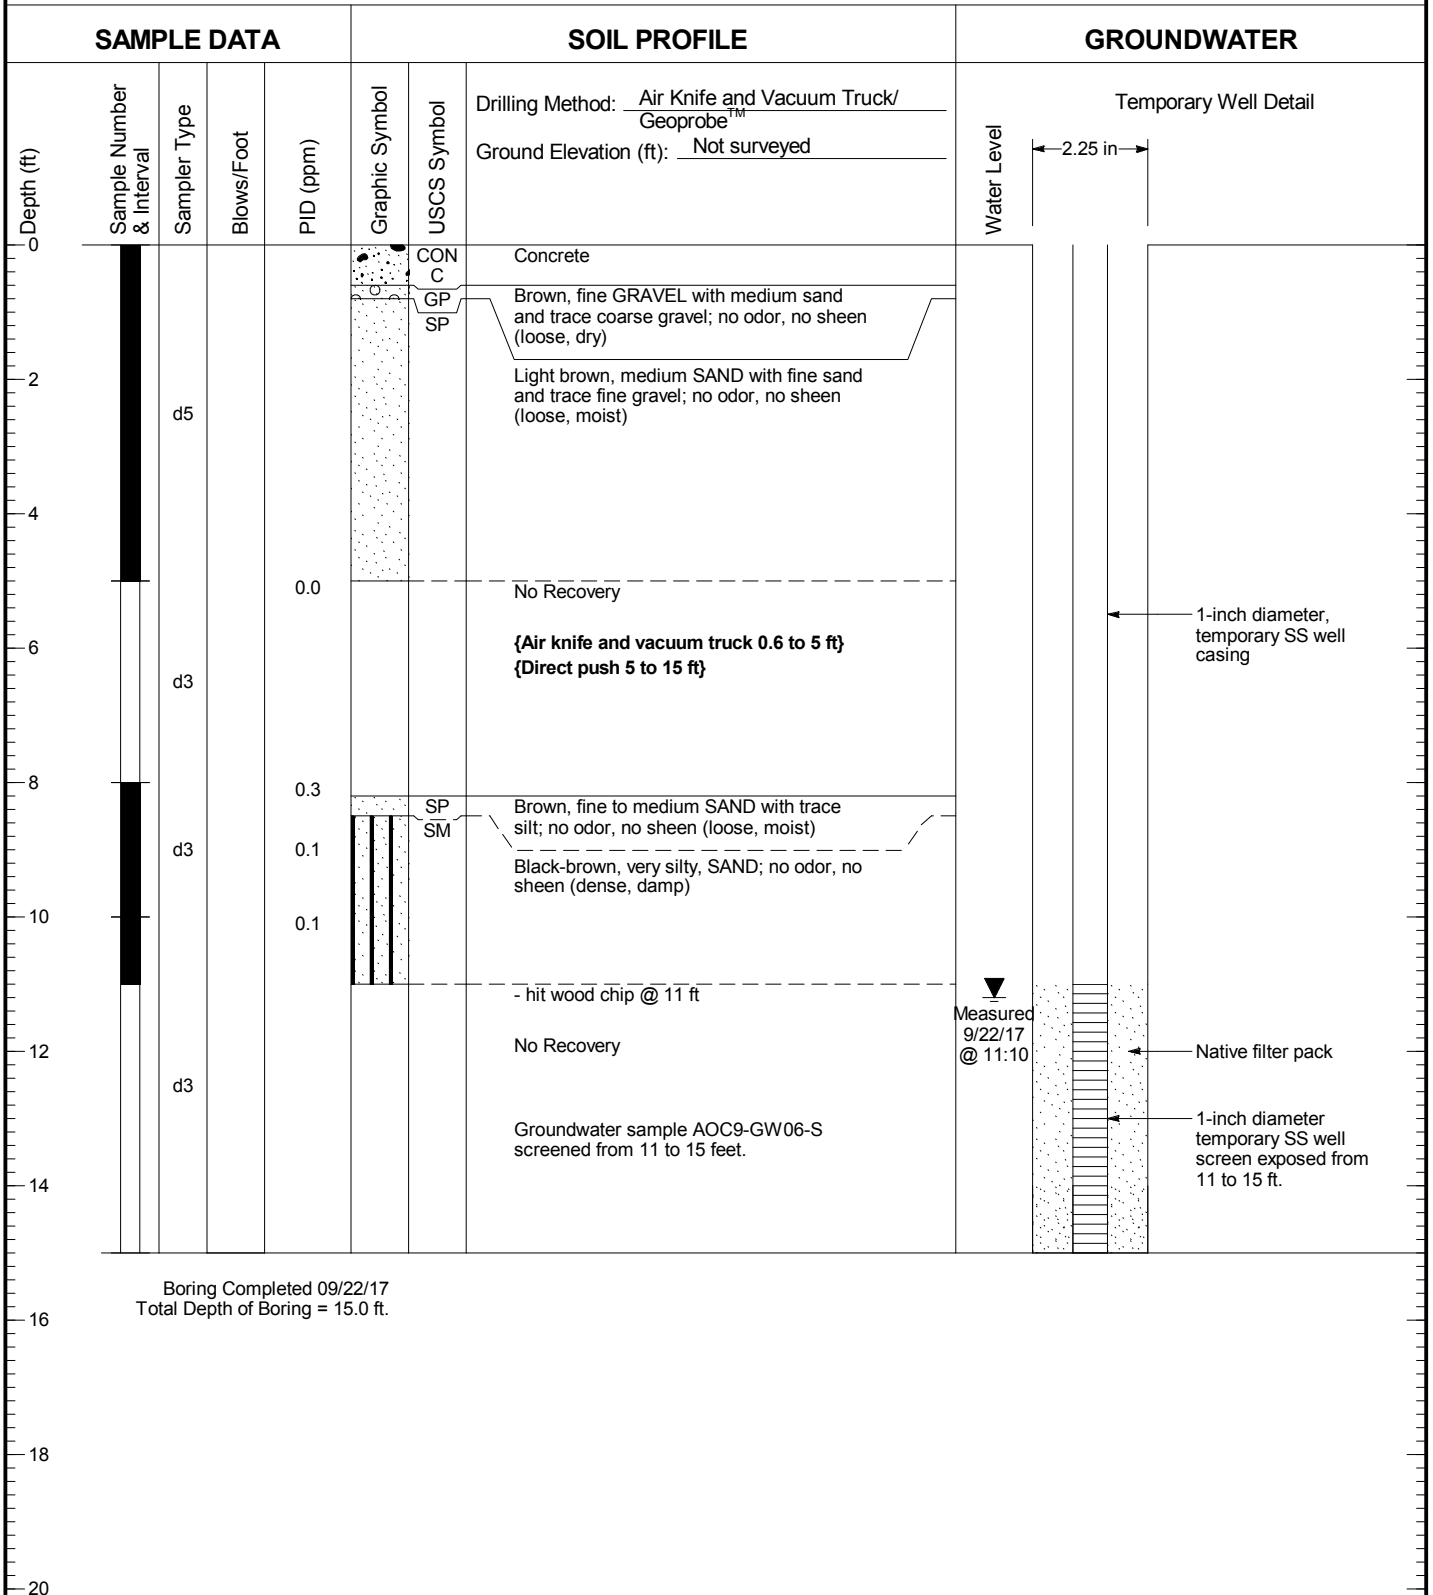 SAMPLE DATA
SOIL PROFILE
GROUNDWATER
Depth (ft)
Sample Number
& Interval
Sampler Type
Blows/Foot
PID (ppm)
Graphic Symbol
USCS Symbol
Drilling Method: Air Knife and Vacuum Truck/
Geoprobe™
Ground Elevation (ft): Not surveyed
Water Level
Temporary Well Detail
2.25 in
0
CON
C
Concrete
GP
Brown, fine GRAVEL with medium sand
and trace coarse gravel; no odor, no sheen
(loose, dry)
SP
2
Light brown, medium SAND with fine sand
and trace fine gravel; no odor, no sheen
(loose, moist)
d5
4
0.0
No Recovery
1-inch diameter,
temporary SS well
casing
6
{Air knife and vacuum truck 0.6 to 5 ft}
{Direct push 5 to 15 ft}
d3
8
0.3
SP
Brown, fine to medium SAND with trace
silt; no odor, no sheen (loose, moist)
SM
d3
0.1
Black-brown, very silty, SAND; no odor, no
sheen (dense, damp)
10
0.1
- hit wood chip @ 11 ft
Measured
9/22/17
@ 11:10
12
No Recovery
Native filter pack
d3
Groundwater sample AOC9-GW06-S
screened from 11 to 15 feet.
1-inch diameter
temporary SS well
screen exposed from
11 to 15 ft.
14
Boring Completed 09/22/17
Total Depth of Boring = 15.0 ft.
16
18
20